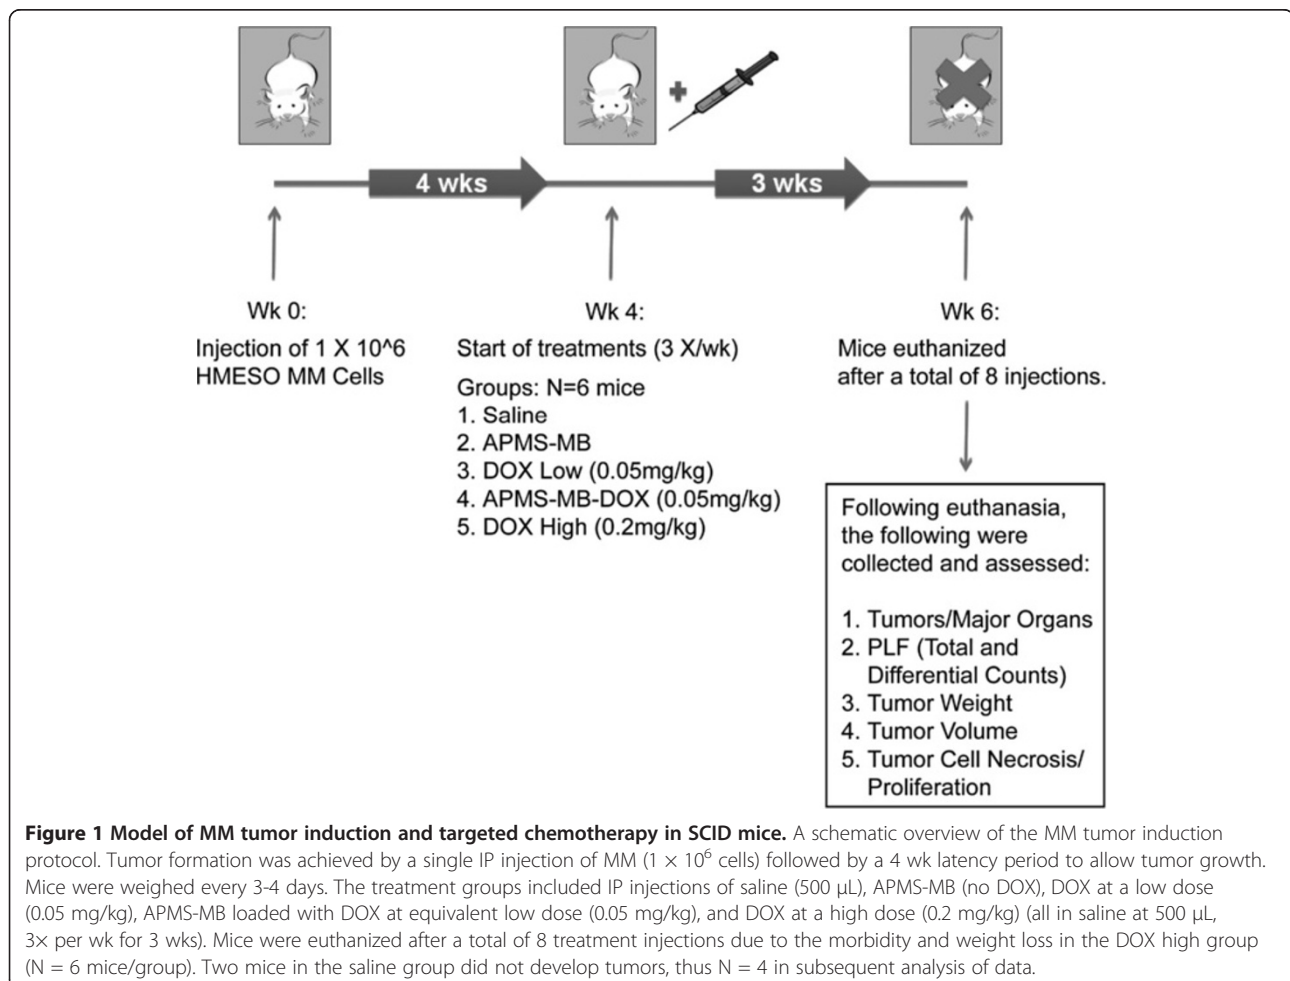 4 wks
3 wks
Wk 0:
Injection of 1 X 10^6
HMESO MM Cells
Wk 4:
Start of treatments (3 X/wk)
Groups: N=6 mice
1. Saline
2. APMS-MB
3. DOX Low (0.05mg/kg)
4. APMS-MB-DOX (0.05mg/kg)
5. DOX High (0.2mg/kg)
Wk 6:
Mice euthanized
after a total of 8 injections.
Following euthanasia,
the following were
collected and assessed:
1. Tumors/Major Organs
2. PLF (Total and
Differential Counts)
3. Tumor Weight
4. Tumor Volume
5. Tumor Cell Necrosis/
Proliferation
Figure 1 Model of MM tumor induction and targeted chemotherapy in SCID mice. A schematic overview of the MM tumor induction
protocol. Tumor formation was achieved by a single IP injection of MM (1 × 10⁶ cells) followed by a 4 wk latency period to allow tumor growth.
Mice were weighed every 3-4 days. The treatment groups included IP injections of saline (500 μL), APMS-MB (no DOX), DOX at a low dose
(0.05 mg/kg), APMS-MB loaded with DOX at equivalent low dose (0.05 mg/kg), and DOX at a high dose (0.2 mg/kg) (all in saline at 500 μL,
3× per wk for 3 wks). Mice were euthanized after a total of 8 treatment injections due to the morbidity and weight loss in the DOX high group
(N = 6 mice/group). Two mice in the saline group did not develop tumors, thus N = 4 in subsequent analysis of data.